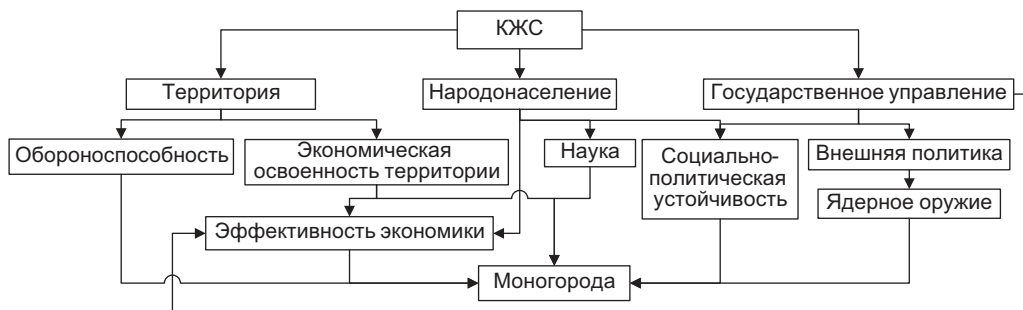 КЖС
Территория
Народонаселение
Государственное управление
Обороноспособность
Экономическая
освоенность территории
Наука
Социально-
политическая
устойчивость
Внешняя политика
Ядерное оружие
Эффективность экономики
Моногорода